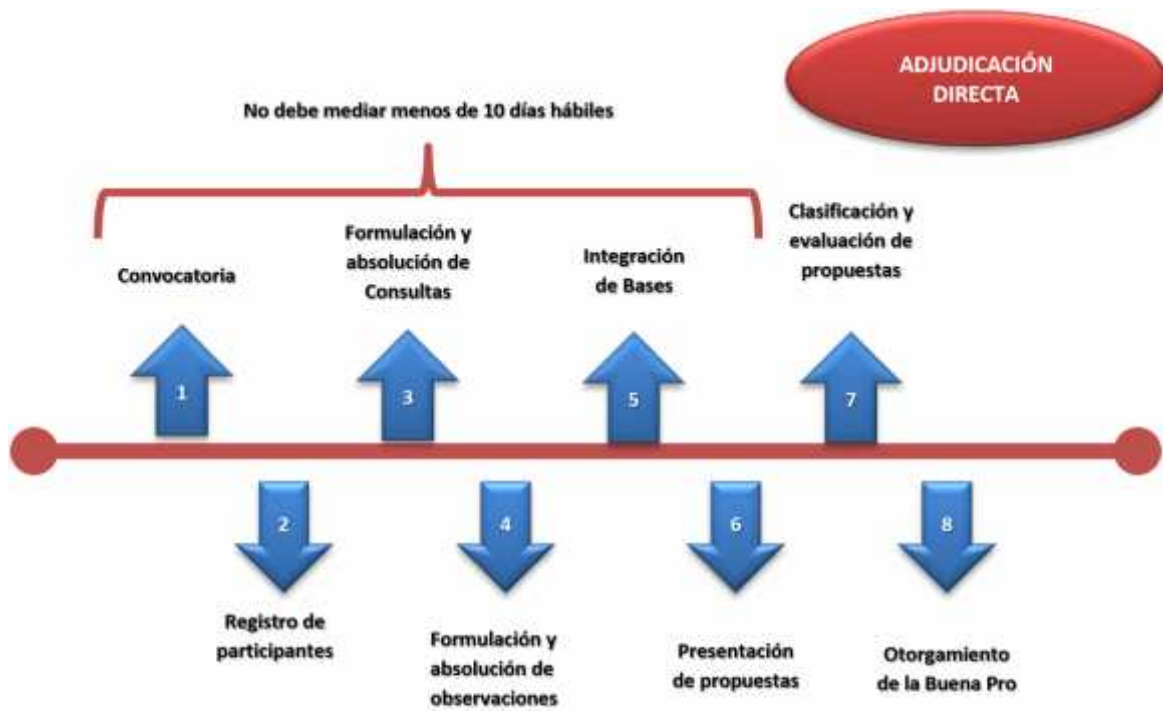 ADJUDICACIÓN
DIRECTA
No debe mediar menos de 10 días hábiles
Convocatoria
Formulación y
absolución de
Consultas
Integración
de Bases
Clasificación y
evaluación de
propuestas
1
3
5
7
2
4
6
8
Registro de
participantes
Formulación y
absolución de
observaciones
Presentación
de propuestas
Otorgamiento
de la Buena Pro